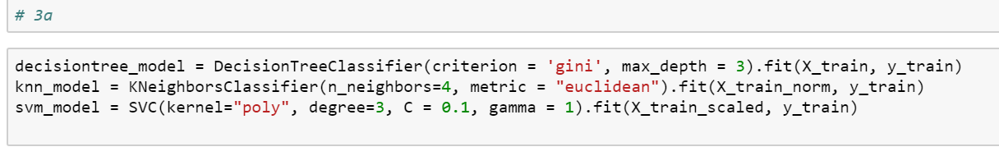 # 3a
decisiontree_model = DecisionTreeClassifier(criterion = 'gini', max_depth = 3).fit(X_train, y_train)
knn_model = KNeighborsClassifier(n_neighbors=4, metric = "euclidean").fit(X_train_norm, y_train)
svm_model = SVC(kernel="poly", degree=3, C = 0.1, gamma = 1).fit(X_train_scaled, y_train)